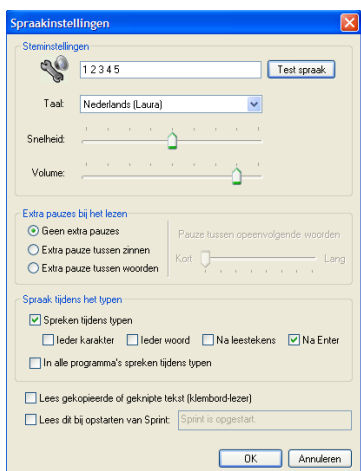 Spraakinstellingen
Steminstellingen
1 2 3 4 5 Test spraak
Taal: Nederlands (Laura)
Snelheid:
Volume:
Extra pauzes bij het lezen
Geen extra pauzes
Extra pauze tussen zinnen
Extra pauze tussen woorden
Pauze tussen opeenvolgende woorden
Kort Lang
Spraak tijdens het typen
Spreken tijdens typen
Ieder karakter Ieder woord Na leestekens Na Enter
In alle programma's spreken tijdens typen
Lees gekopieerde of geknipte tekst (klembord-lezer)
Lees dit bij opstarten van Sprint: Sprint is opgestart.
OK Annuleren